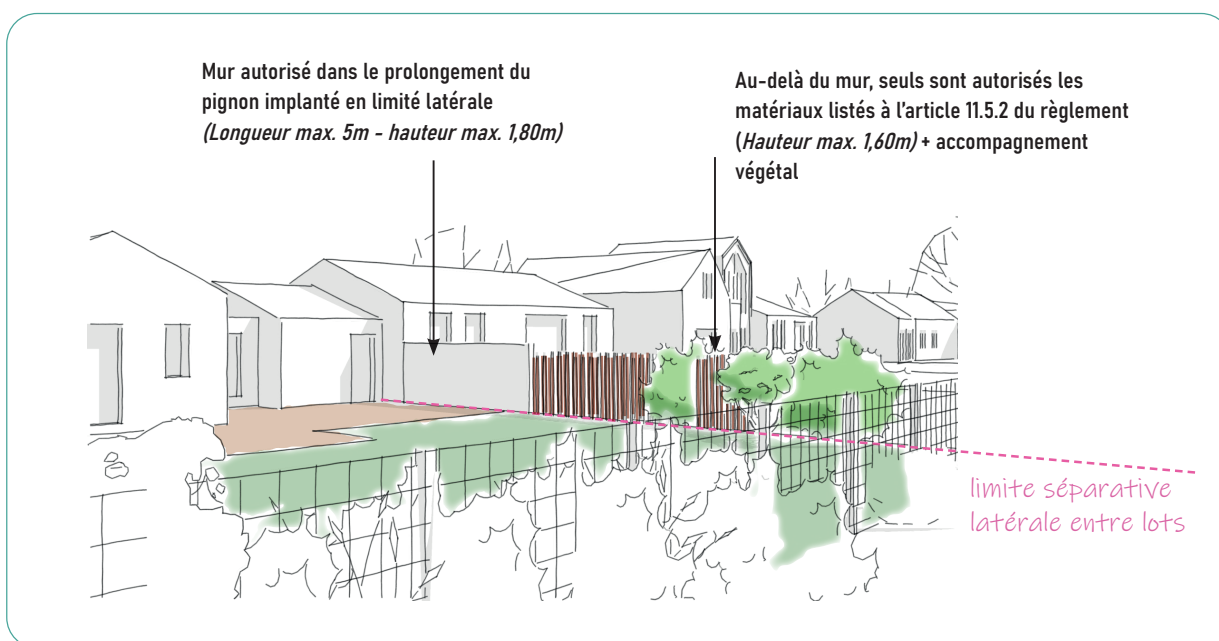 Mur autorisé dans le prolongement du
pignon implanté en limité latérale
(Longueur max. 5m - hauteur max. 1,80m)
Au-delà du mur, seuls sont autorisés les
matériaux listés à l'article 11.5.2 du règlement
(Hauteur max. 1,60m) + accompagnement
végétal
limite séparative
latérale entre lots